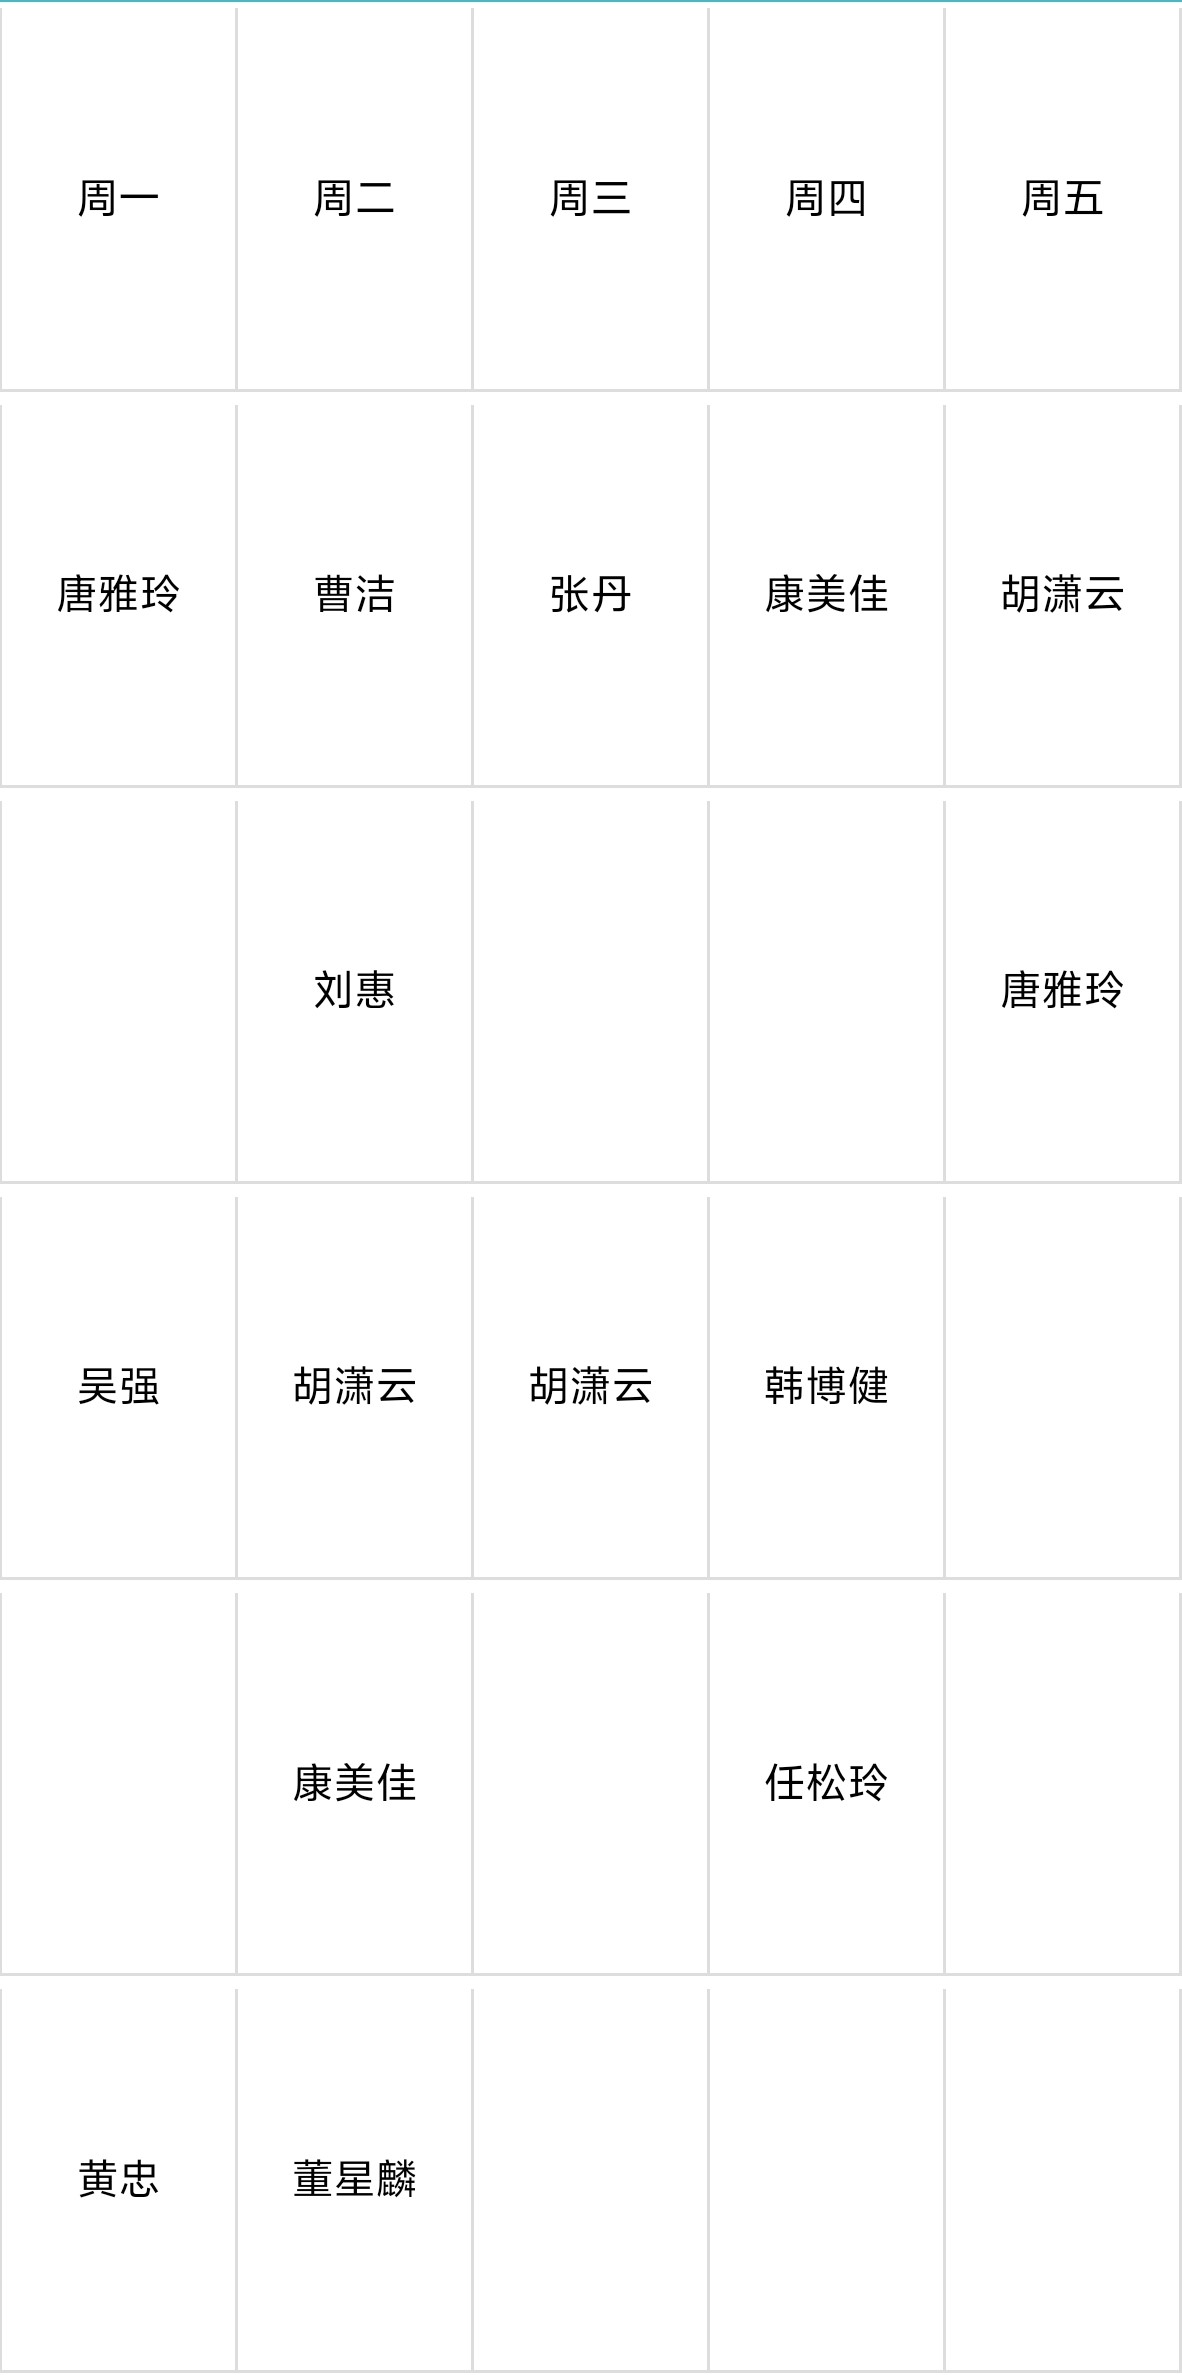 周一 周二 周三 周四 周五
唐雅玲 曹洁 张丹 康美佳 胡潇云
刘惠 唐雅玲
吴强 胡潇云 胡潇云 韩博健
康美佳 任松玲
黄忠 董星麟